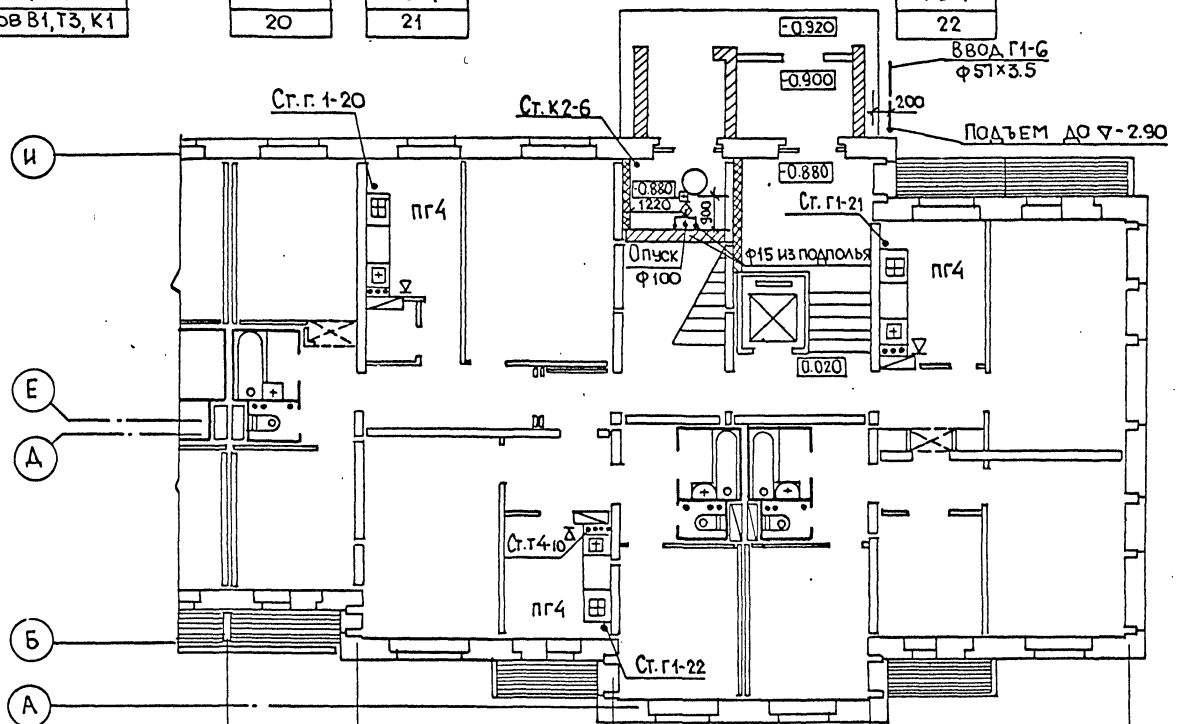 ОВ В1, Т3, К1
20
21
22
-0.920
ВВОД Г1-6
ф57×3.5
-0.900
Ст. г. 1-20
Ст. К2-6
200
ПОДЪЕМ ДО ▽-2.90
И
-0.880
-0.880
1220
900
Ст. Г1-21
пг4
Опуск
ф100
ф15 ИЗ ПОДПОЛЬЯ
пг4
0.020
Е
Д
Ст. Т4-10
пг4
Б
Ст. Г1-22
А